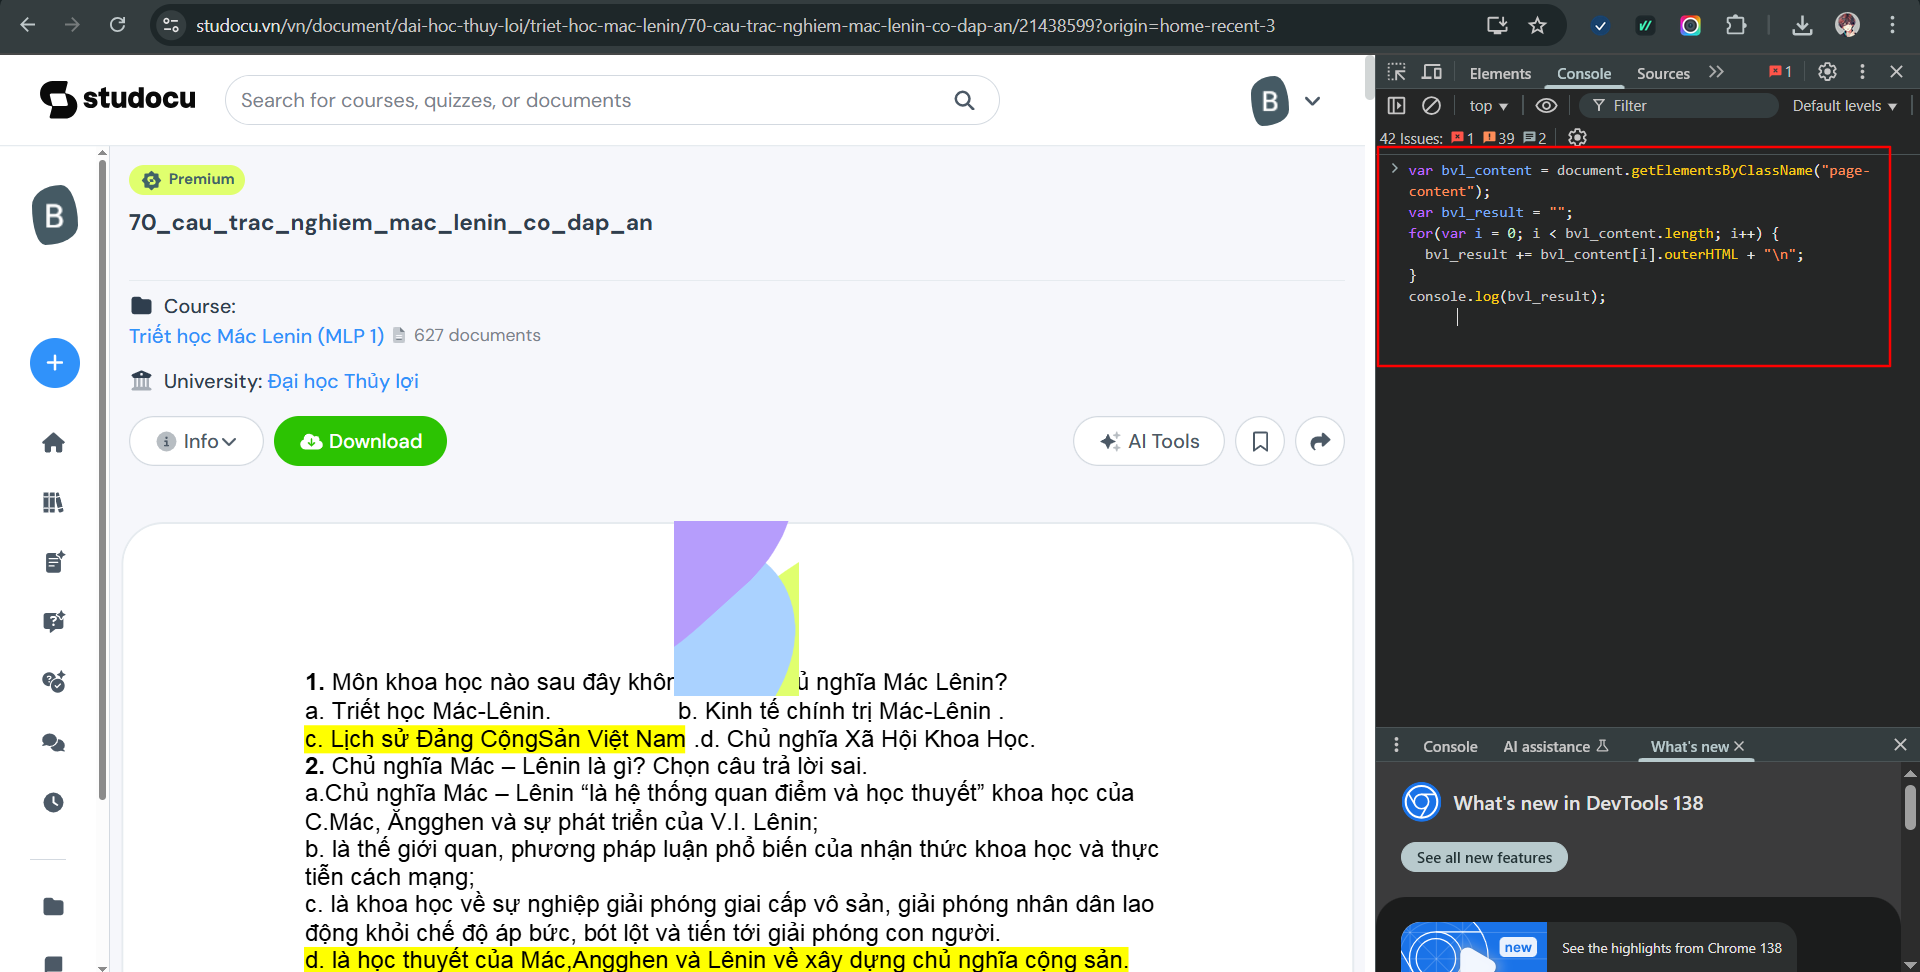 studocu.vn/vn/document/dai-hoc-thuy-loi/triet-hoc-mac-lenin/70-cau-trac-nghiem-mac-lenin-co-dap-an/21438599?origin=home-recent-3
studocu
Search for courses, quizzes, or documents
B
B
Premium
70_cau_trac_nghiem_mac_lenin_co_dap_an
Course:
Triết học Mác Lenin (MLP 1) 627 documents
University: Đại học Thủy lợi
Info
Download
AI Tools
1. Môn khoa học nào sau đây khôn
ủ nghĩa Mác Lênin?
a. Triết học Mác-Lênin. b. Kinh tế chính trị Mác-Lênin .
c. Lịch sử Đảng CộngSản Việt Nam .d. Chủ nghĩa Xã Hội Khoa Học.
2. Chủ nghĩa Mác – Lênin là gì? Chọn câu trả lời sai.
a.Chủ nghĩa Mác – Lênin “là hệ thống quan điểm và học thuyết” khoa học của
C.Mác, Ăngghen và sự phát triển của V.I. Lênin;
b. là thế giới quan, phương pháp luận phổ biến của nhận thức khoa học và thực
tiễn cách mạng;
c. là khoa học về sự nghiệp giải phóng giai cấp vô sản, giải phóng nhân dân lao
động khỏi chế độ áp bức, bót lột và tiến tới giải phóng con người.
d. là học thuyết của Mác,Angghen và Lênin về xây dựng chủ nghĩa cộng sản.
Elements Console Sources 1
top Filter Default levels
42 Issues: 1 39 2
var bvl_content = document.getElementsByClassName("page-
content");
var bvl_result = "";
for(var i = 0; i < bvl_content.length; i++) {
bvl_result += bvl_content[i].outerHTML + "\n";
}
console.log(bvl_result);
Console AI assistance What's new
What's new in DevTools 138
See all new features
new
See the highlights from Chrome 138